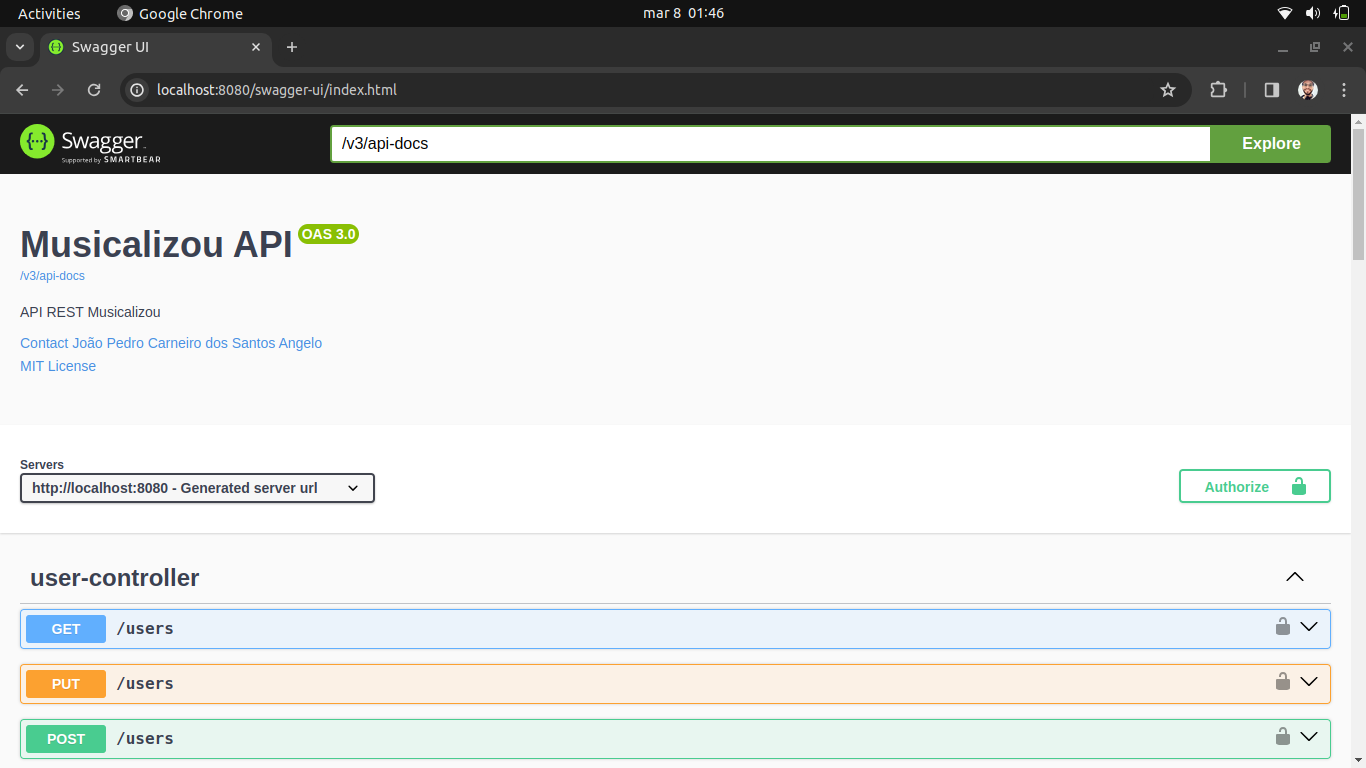 Activities Google Chrome mar 8 01:46
Swagger UI
localhost:8080/swagger-ui/index.html
Swagger
Supported by SMARTBEAR
/v3/api-docs Explore
Musicalizou API OAS 3.0
/v3/api-docs
API REST Musicalizou
Contact João Pedro Carneiro dos Santos Angelo
MIT License
Servers
http://localhost:8080 - Generated server url Authorize
user-controller
GET /users
PUT /users
POST /users